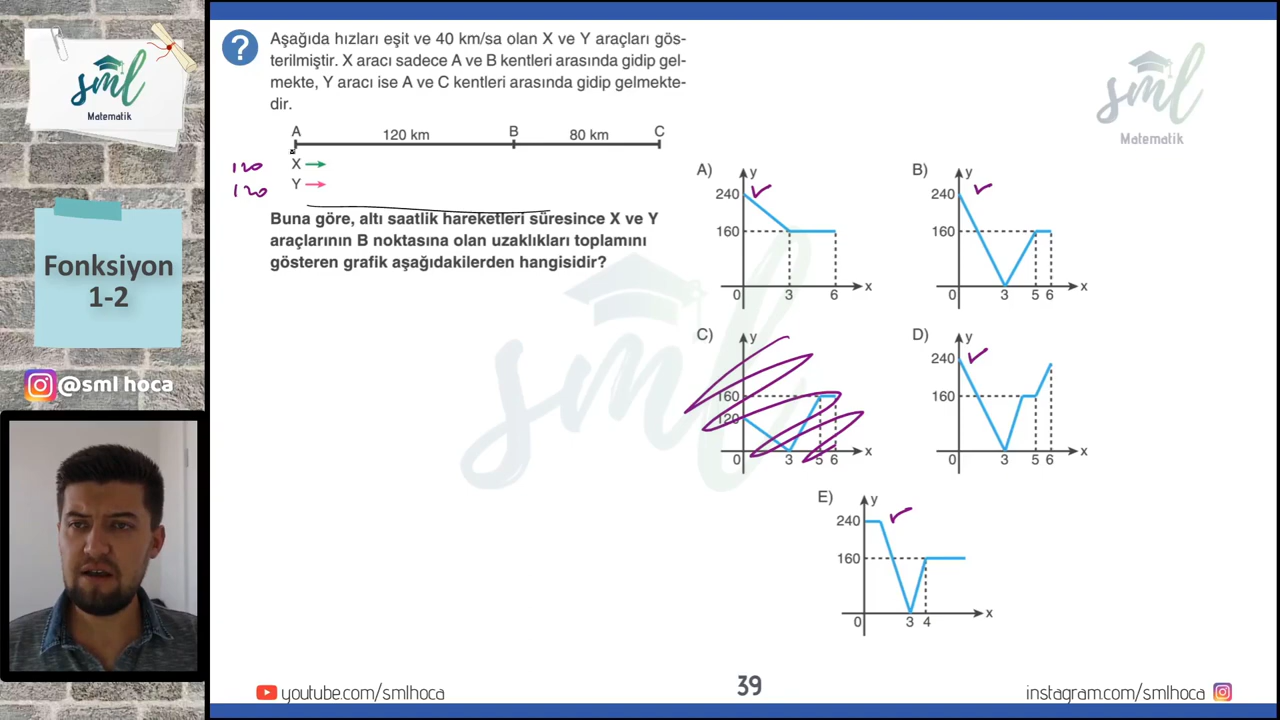 sml
Matematik
Fonksiyon
1-2
@sml hoca
?
Aşağıda hızları eşit ve 40 km/sa olan X ve Y araçları gös-
terilmiştir. X aracı sadece A ve B kentleri arasında gidip gel-
mekte, Y aracı ise A ve C kentleri arasında gidip gelmekte-
dir.
A 120 km B 80 km C
120 X
120 Y
Buna göre, altı saatlik hareketleri süresince X ve Y
araçlarının B noktasına olan uzaklıkları toplamını
gösteren grafik aşağıdakilerden hangisidir?
sml
Matematik
sml
A) y
240
160
0 3 6 x
B) y
240
160
0 3 5 6 x
C) y
160
120
0 3 5 6 x
D) y
240
160
0 3 5 6 x
E) y
240
160
0 3 4 x
youtube.com/smlhoca
39
instagram.com/smlhoca